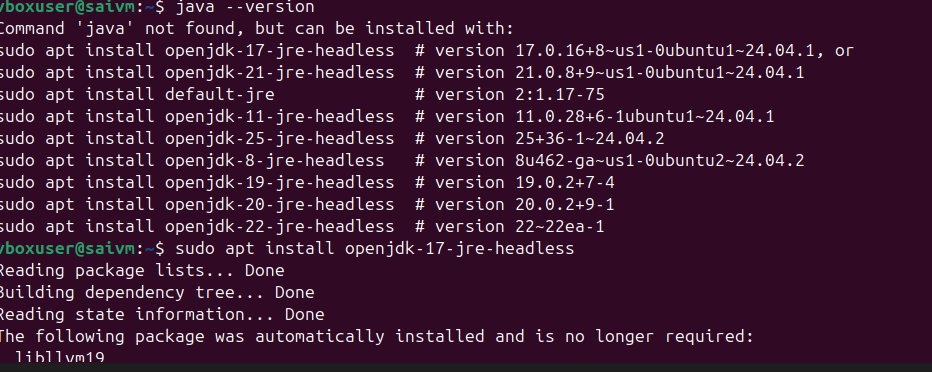 vboxuser@saivm:~$ java --version
Command 'java' not found, but can be installed with:
sudo apt install openjdk-17-jre-headless  # version 17.0.16+8~us1-0ubuntu1~24.04.1, or
sudo apt install openjdk-21-jre-headless  # version 21.0.8+9~us1-0ubuntu1~24.04.1
sudo apt install default-jre              # version 2:1.17-75
sudo apt install openjdk-11-jre-headless  # version 11.0.28+6-1ubuntu1~24.04.1
sudo apt install openjdk-25-jre-headless  # version 25+36-1~24.04.2
sudo apt install openjdk-8-jre-headless   # version 8u462-ga~us1-0ubuntu2~24.04.2
sudo apt install openjdk-19-jre-headless  # version 19.0.2+7-4
sudo apt install openjdk-20-jre-headless  # version 20.0.2+9-1
sudo apt install openjdk-22-jre-headless  # version 22~22ea-1
vboxuser@saivm:~$ sudo apt install openjdk-17-jre-headless
Reading package lists... Done
Building dependency tree... Done
Reading state information... Done
The following package was automatically installed and is no longer required:
  libllvm19